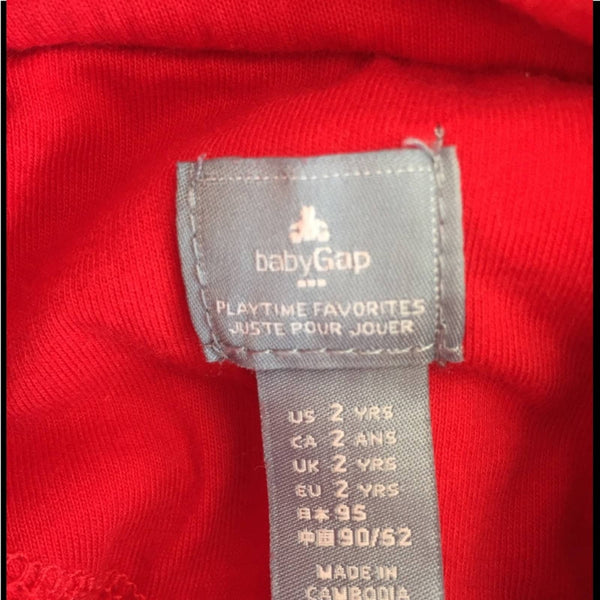 babyGap
PLAYTIME FAVORITES
JUSTE POUR JOUER
US 2 YRS
CA 2 ANS
UK 2 YRS
EU 2 YRS
日本 95
中国 90/52
MADE IN
CAMBODIA